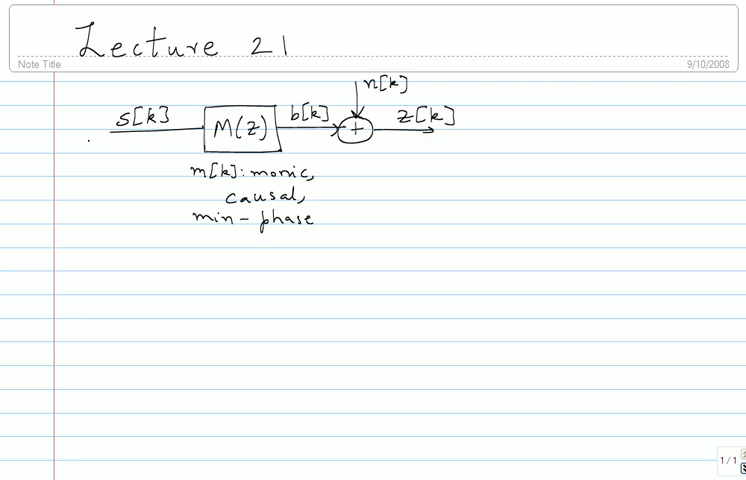 Lecture 21
Note Title
9/10/2008
n[k]
s[k] M(z) b[k] + z[k]
m[k]: monic,
causal,
min-phase
1/1